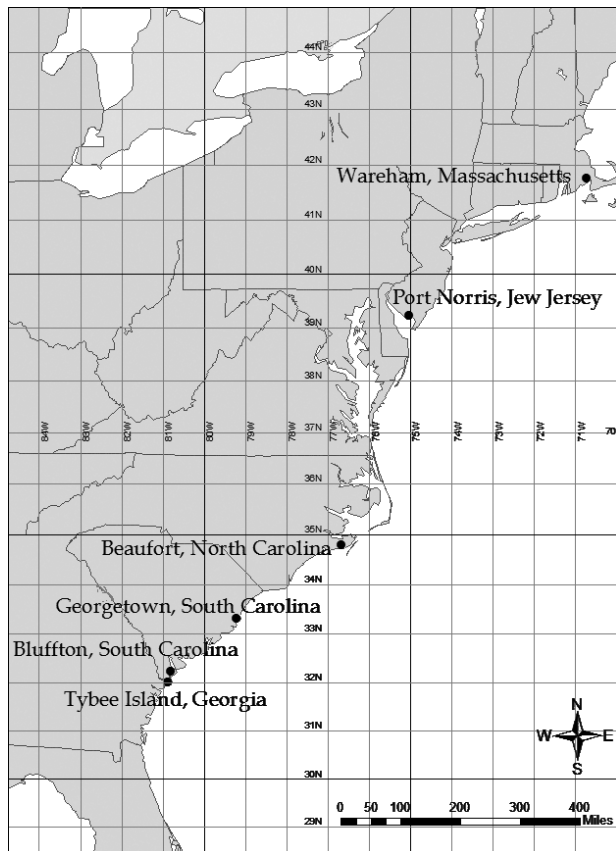 44N
43N
42N
Wareham, Massachusetts
41N
40N
Port Norris, Jew Jersey
39N
38N
84W 83W 82W 81W 80W 79W 78W 77W 76W 75W 74W 73W 72W 71W 70
37N
36N
35N
Beaufort, North Carolina
34N
Georgetown, South Carolina
33N
Bluffton, South Carolina
32N
Tybee Island, Georgia
31N
N
W E
S
30N
0 50 100 200 300 400
Miles
29N